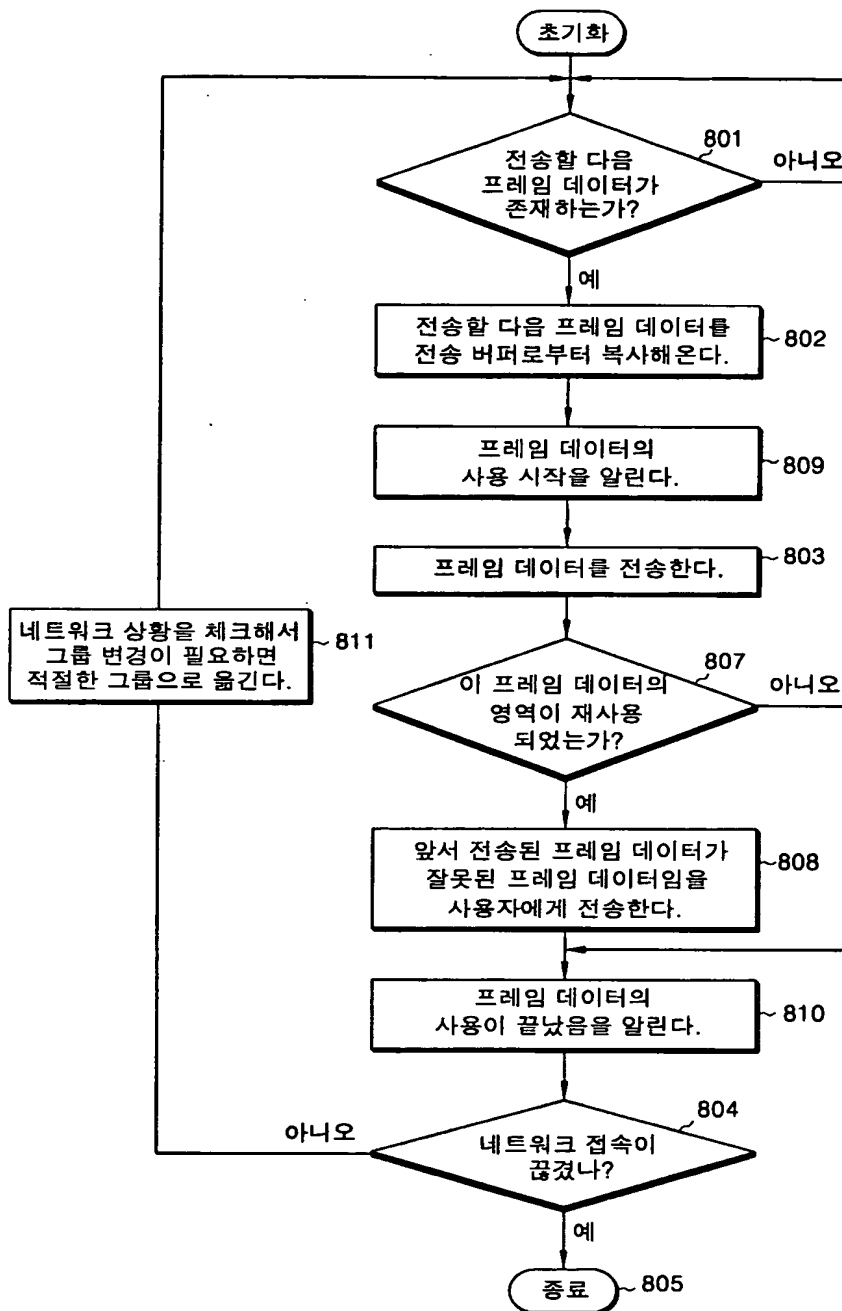 초기화
801
전송할 다음
프레임 데이터가
존재하는가?
아니오
예
전송할 다음 프레임 데이터를
전송 버퍼로부터 복사해온다.
802
프레임 데이터의
사용 시작을 알린다.
809
프레임 데이터를 전송한다.
803
네트워크 상황을 체크해서
그룹 변경이 필요하면
적절한 그룹으로 옮긴다.
811
807
이 프레임 데이터의
영역이 재사용
되었는가?
아니오
예
앞서 전송된 프레임 데이터가
잘못된 프레임 데이터임을
사용자에게 전송한다.
808
프레임 데이터의
사용이 끝났음을 알린다.
810
804
아니오
네트워크 접속이
끊겼나?
예
종료
805